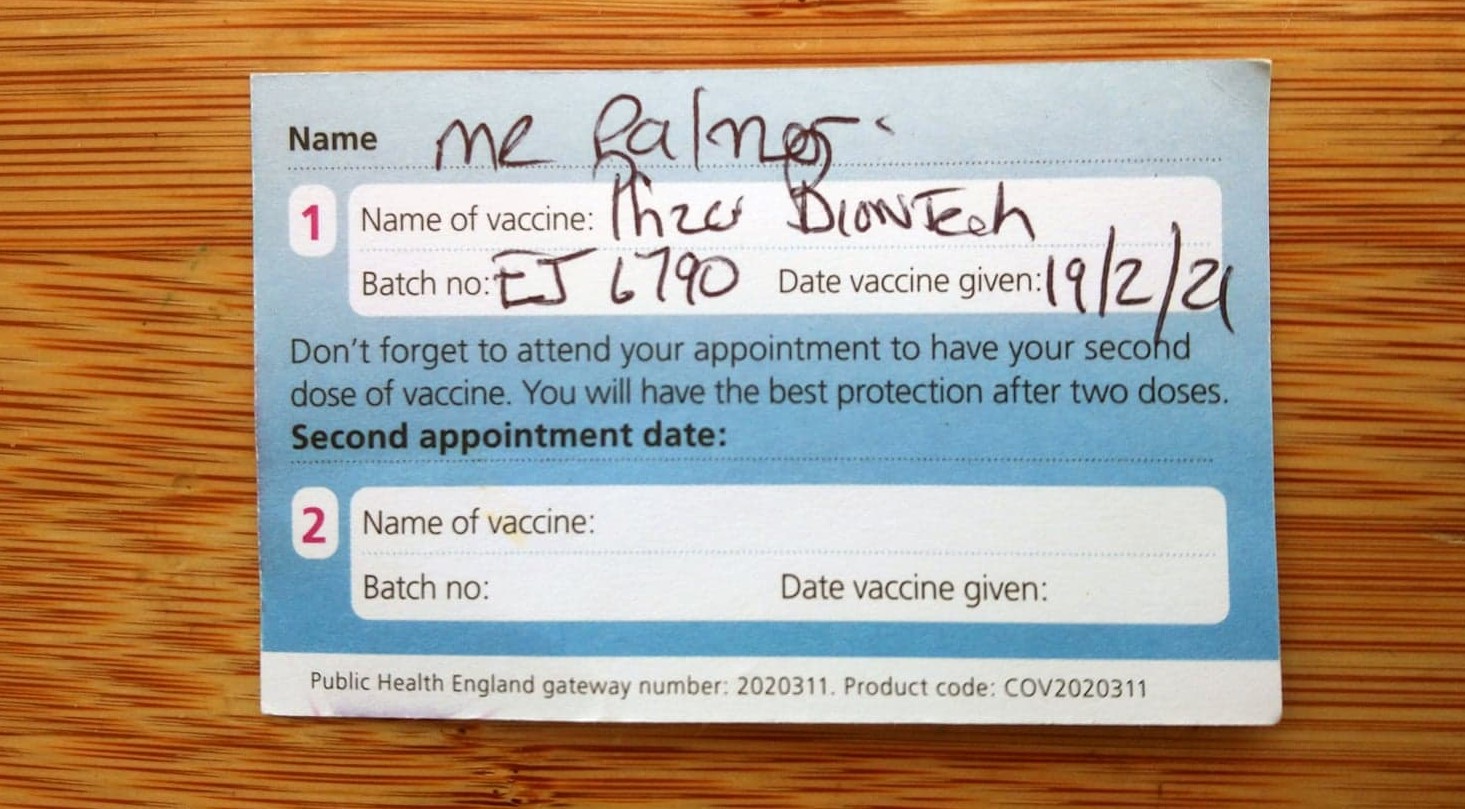 Name Mr Palmer
1 Name of vaccine: Pfizer BionTech
Batch no: EJ 6790 Date vaccine given: 19/2/21
Don't forget to attend your appointment to have your second
dose of vaccine. You will have the best protection after two doses.
Second appointment date:
2 Name of vaccine:
Batch no: Date vaccine given:
Public Health England gateway number: 2020311. Product code: COV2020311